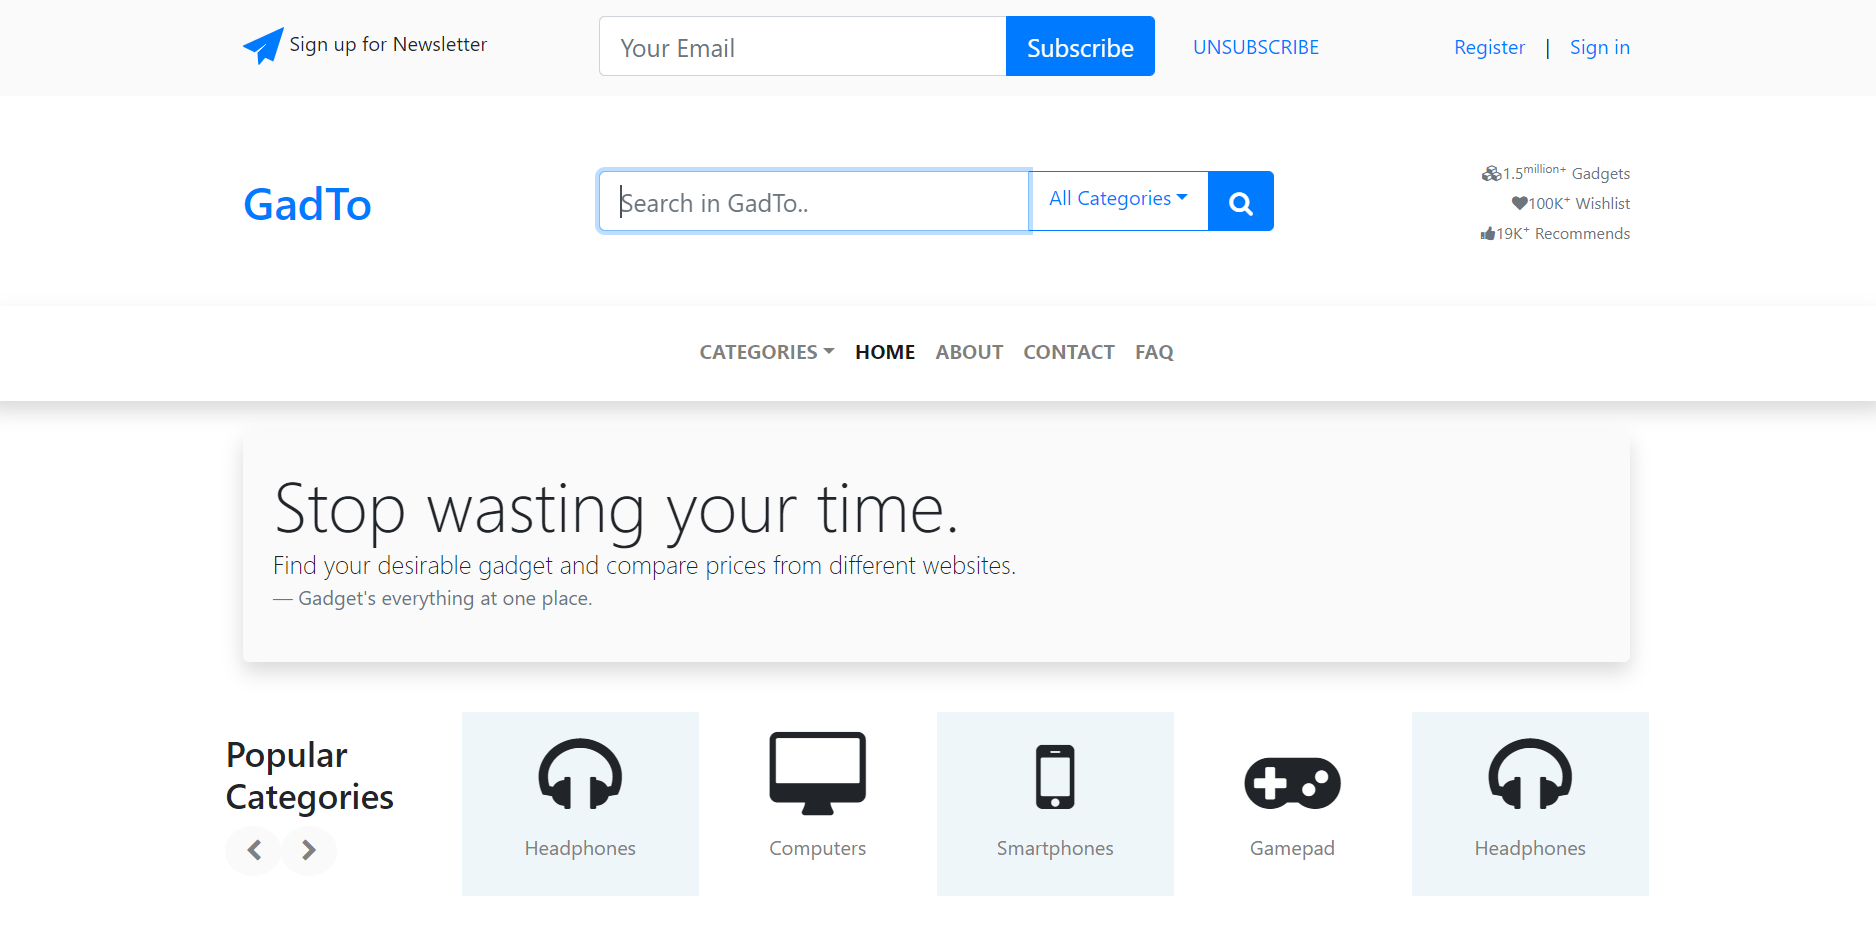 Sign up for Newsletter
Your Email
Subscribe
UNSUBSCRIBE
Register | Sign in
GadTo
Search in GadTo..
All Categories
1.5million+ Gadgets
100K+ Wishlist
19K+ Recommends
CATEGORIES HOME ABOUT CONTACT FAQ
Stop wasting your time.
Find your desirable gadget and compare prices from different websites.
— Gadget's everything at one place.
Popular
Categories
Headphones
Computers
Smartphones
Gamepad
Headphones